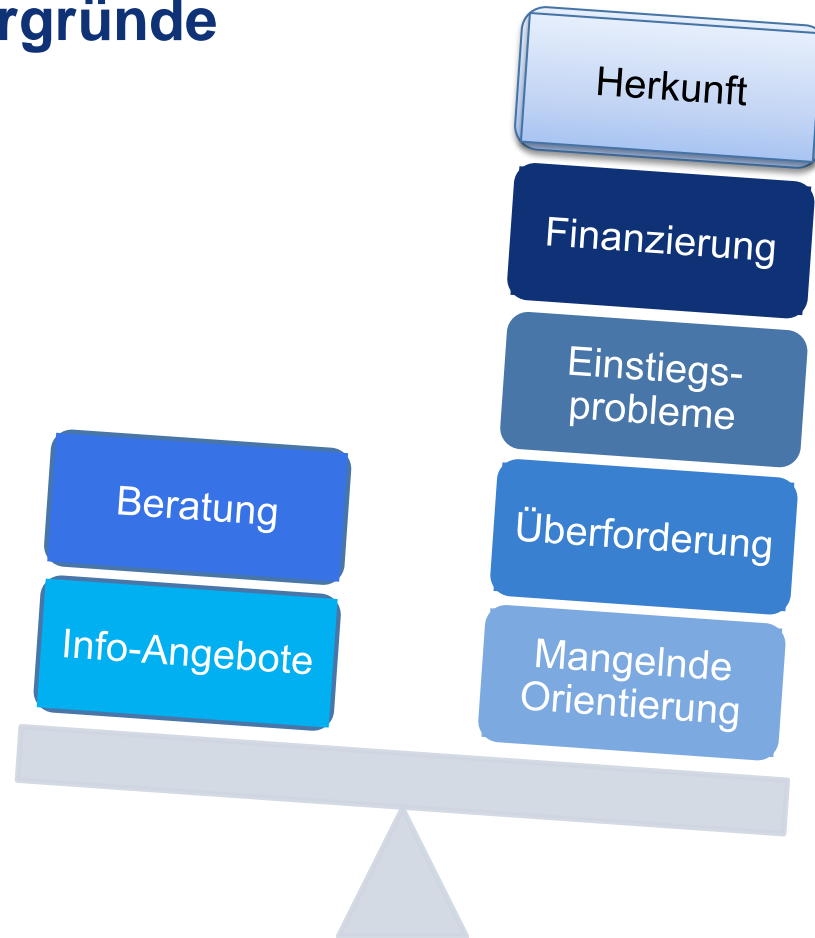 rgründe
Herkunft
Finanzierung
Einstiegs-
probleme
Überforderung
Mangelnde
Orientierung
Beratung
Info-Angebote